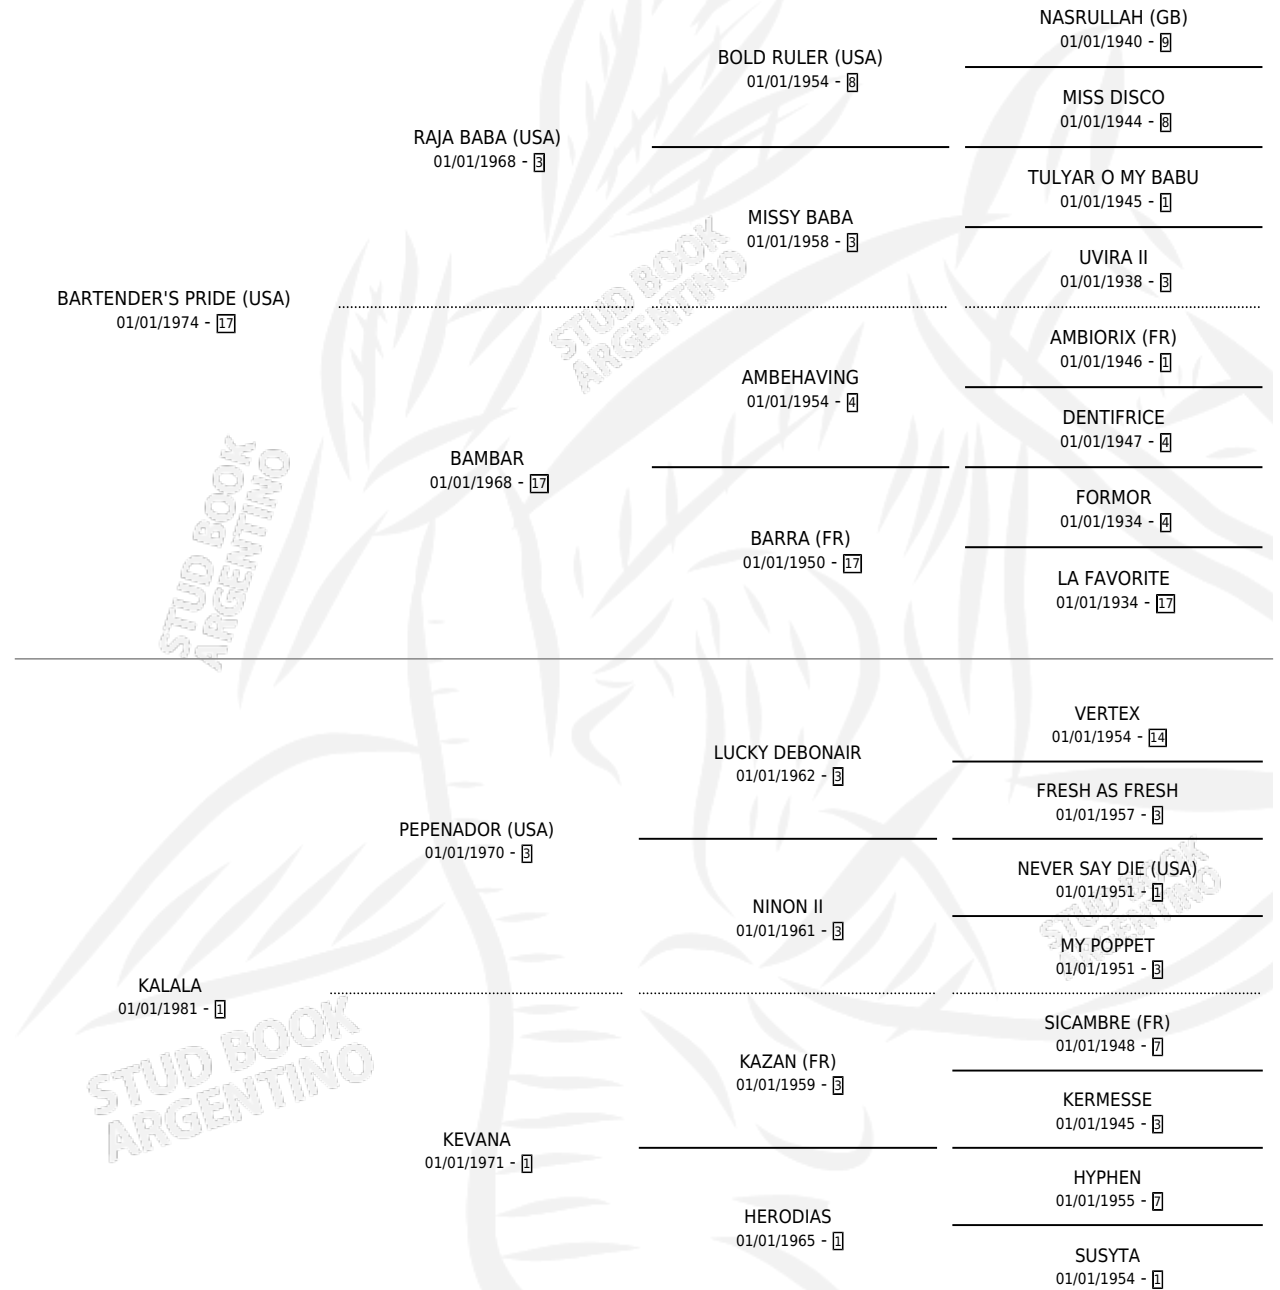 NASRULLAH (GB)
01/01/1940 - 9
BOLD RULER (USA)
01/01/1954 - 8
MISS DISCO
01/01/1944 - 8
RAJA BABA (USA)
01/01/1968 - 3
TULYAR O MY BABU
01/01/1945 - 1
MISSY BABA
01/01/1958 - 3
UVIRA II
01/01/1938 - 3
BARTENDER'S PRIDE (USA)
01/01/1974 - 17
AMBIORIX (FR)
01/01/1946 - 1
AMBEHAVING
01/01/1954 - 4
DENTIFRICE
01/01/1947 - 4
BAMBAR
01/01/1968 - 17
FORMOR
01/01/1934 - 4
BARRA (FR)
01/01/1950 - 17
LA FAVORITE
01/01/1934 - 17
VERTEX
01/01/1954 - 14
LUCKY DEBONAIR
01/01/1962 - 3
FRESH AS FRESH
01/01/1957 - 3
PEPENADOR (USA)
01/01/1970 - 3
NEVER SAY DIE (USA)
01/01/1951 - 1
NINON II
01/01/1961 - 3
MY POPPET
01/01/1951 - 3
KALALA
01/01/1981 - 1
SICAMBRE (FR)
01/01/1948 - 7
KAZAN (FR)
01/01/1959 - 3
KERMESSE
01/01/1945 - 3
KEVANA
01/01/1971 - 1
HYPHEN
01/01/1955 - 7
HERODIAS
01/01/1965 - 1
SUSYTA
01/01/1954 - 1
STUD BOOK
ARGENTINO
STUD BOOK
ARGENTINO
STUD BOOK
ARGENTINO
STUD BOOK
ARGENTINO